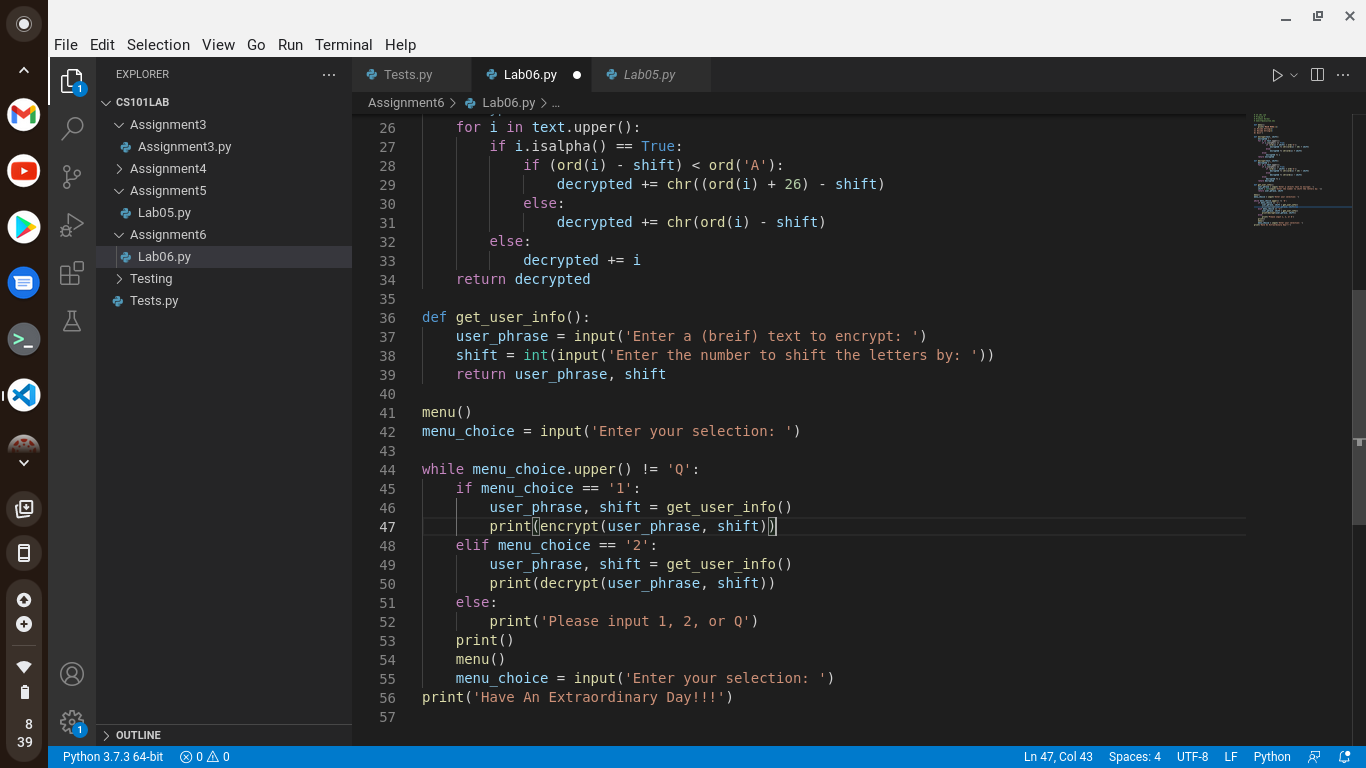 File Edit Selection View Go Run Terminal Help
EXPLORER
CS101LAB
Assignment3
Assignment3.py
Assignment4
Assignment5
Lab05.py
Assignment6
Lab06.py
Testing
Tests.py
OUTLINE
Tests.py Lab06.py Lab05.py
Assignment6 Lab06.py ...
26 for i in text.upper():
27 if i.isalpha() == True:
28 if (ord(i) - shift) < ord('A'):
29 decrypted += chr((ord(i) + 26) - shift)
30 else:
31 decrypted += chr(ord(i) - shift)
32 else:
33 decrypted += i
34 return decrypted
35
36 def get_user_info():
37 user_phrase = input('Enter a (breif) text to encrypt: ')
38 shift = int(input('Enter the number to shift the letters by: '))
39 return user_phrase, shift
40
41 menu()
42 menu_choice = input('Enter your selection: ')
43
44 while menu_choice.upper() != 'Q':
45 if menu_choice == '1':
46 user_phrase, shift = get_user_info()
47 print(encrypt(user_phrase, shift))
48 elif menu_choice == '2':
49 user_phrase, shift = get_user_info()
50 print(decrypt(user_phrase, shift))
51 else:
52 print('Please input 1, 2, or Q')
53 print()
54 menu()
55 menu_choice = input('Enter your selection: ')
56 print('Have An Extraordinary Day!!!')
57
1
1
8
39
Python 3.7.3 64-bit 0 0 Ln 47, Col 43 Spaces: 4 UTF-8 LF Python